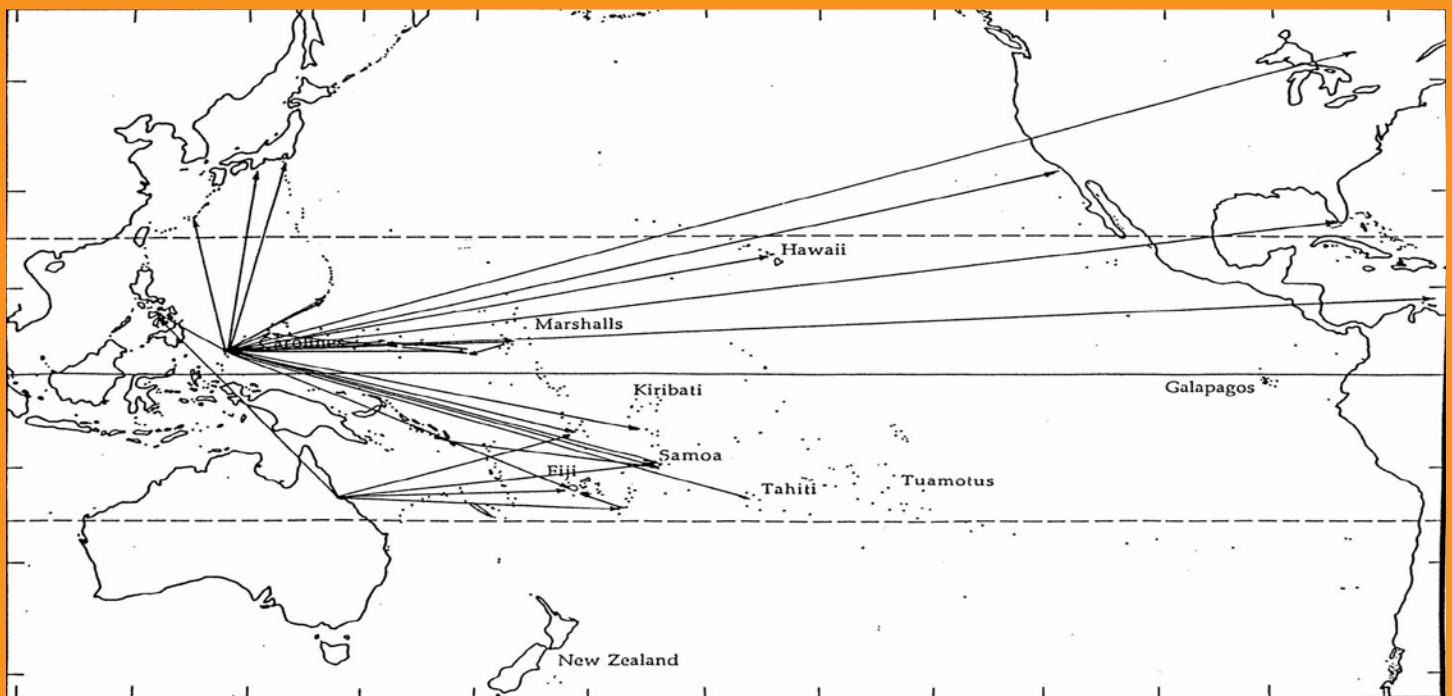 Hawaii
Marshalls
Carolines
Kiribati
Galapagos
Samoa
Fiji
Tahiti
Tuamotus
New Zealand